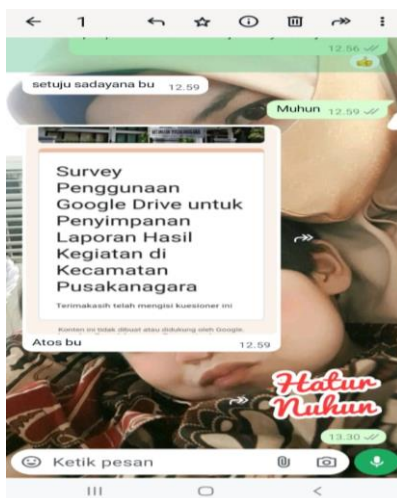 1
12.56
setuju sadayana bu 12.59
Muhun 12.59
Survey
Penggunaan
Google Drive untuk
Penyimpanan
Laporan Hasil
Kegiatan di
Kecamatan
Pusakanagara
Terimakasih telah mengisi kuesioner ini
Konten ini tidak dibuat atau didukung oleh Google.
Atos bu 12.59
Hatur
Nuhun
13.30
Ketik pesan